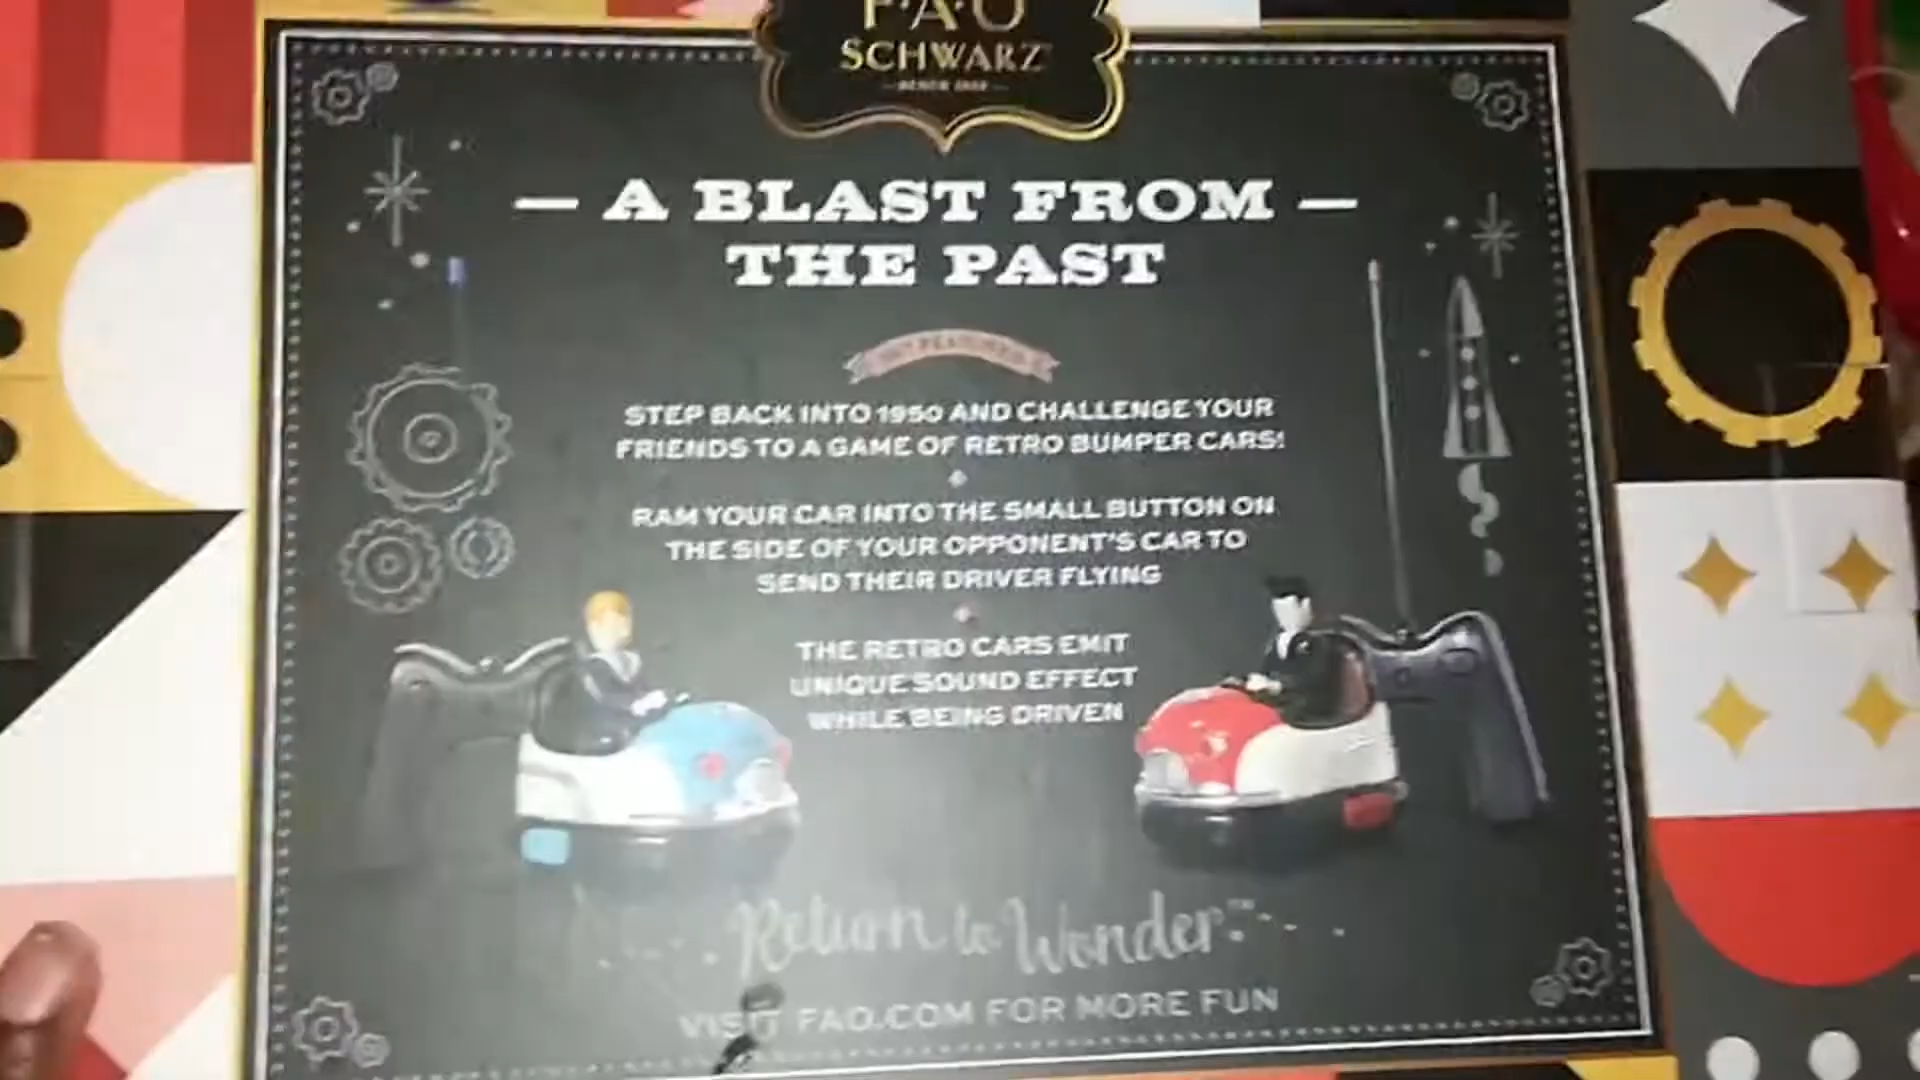 F·A·O
SCHWARZ
— A BLAST FROM —
THE PAST
STEP BACK INTO 1950 AND CHALLENGE YOUR
FRIENDS TO A GAME OF RETRO BUMPER CARS!
RAM YOUR CAR INTO THE SMALL BUTTON ON
THE SIDE OF YOUR OPPONENT'S CAR TO
SEND THEIR DRIVER FLYING
THE RETRO CARS EMIT
UNIQUE SOUND EFFECT
WHILE BEING DRIVEN
Return to Wonder™
VISIT FAO.COM FOR MORE FUN